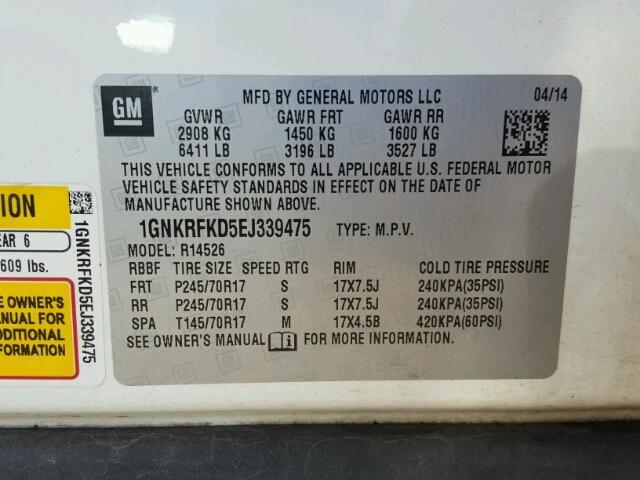 GM
MFD BY GENERAL MOTORS LLC 04/14
GVWR GAWR FRT GAWR RR
2908 KG 1450 KG 1600 KG
6411 LB 3196 LB 3527 LB
THIS VEHICLE CONFORMS TO ALL APPLICABLE U.S. FEDERAL MOTOR
VEHICLE SAFETY STANDARDS IN EFFECT ON THE DATE OF
MANUFACTURE SHOWN ABOVE.
1GNKRFKD5EJ339475 TYPE: M.P.V.
MODEL: R14526
RBBF TIRE SIZE SPEED RTG RIM COLD TIRE PRESSURE
FRT P245/70R17 S 17X7.5J 240KPA(35PSI)
RR P245/70R17 S 17X7.5J 240KPA(35PSI)
SPA T145/70R17 M 17X4.5B 420KPA(60PSI)
SEE OWNER'S MANUAL i FOR MORE INFORMATION
ION
EAR 6
609 lbs.
E OWNER'S
NUAL FOR
DDITIONAL
FORMATION
1GNKRFKD5EJ339475